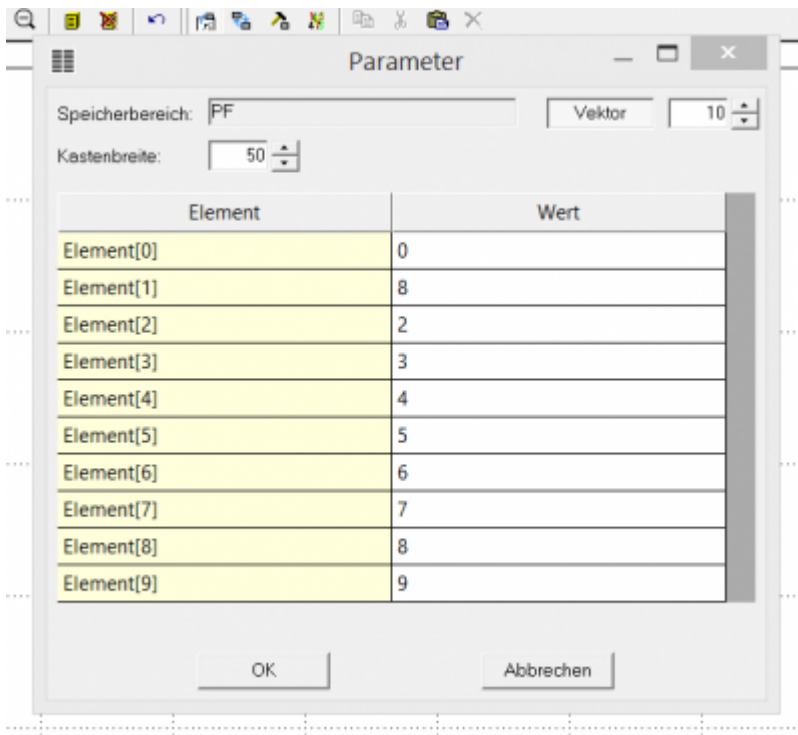 Parameter
Speicherbereich: PF Vektor 10
Kastenbreite: 50
Element Wert
Element[0] 0
Element[1] 8
Element[2] 2
Element[3] 3
Element[4] 4
Element[5] 5
Element[6] 6
Element[7] 7
Element[8] 8
Element[9] 9
OK Abbrechen